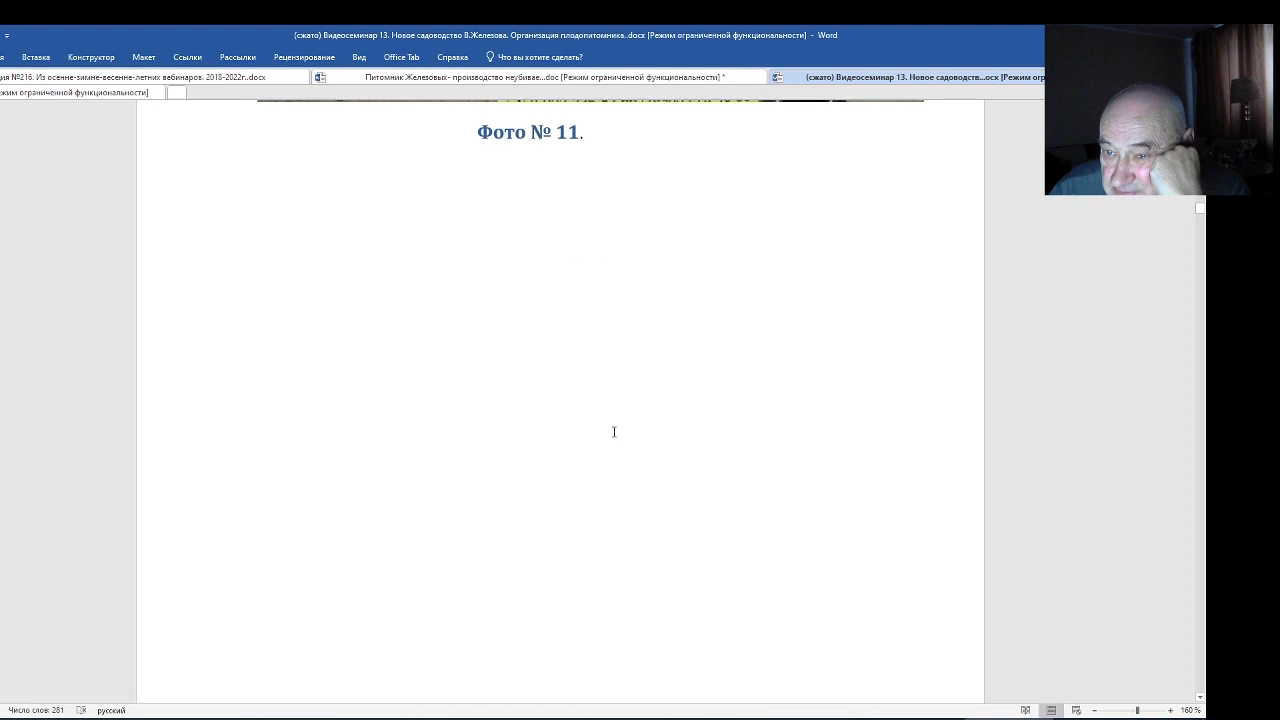 (сжато) Видеосеминар 13. Новое садоводство В.Железова. Организация плодопитомника..docx [Режим ограниченной функциональности] - Word
Вставка Конструктор Макет Ссылки Рассылки Рецензирование Вид Office Tab Справка Что вы хотите сделать?
№216. Из осенне-зимне-весенне-летних вебинаров. 2018-2022г..docx Питомник Железовых- производство неубивае...doc [Режим ограниченной функциональности] * (сжато) Видеосеминар 13. Новое садоводств...ocx [Режим огр
ежим ограниченной функциональности]
Фото № 11.
Число слов: 281 русский 160 %